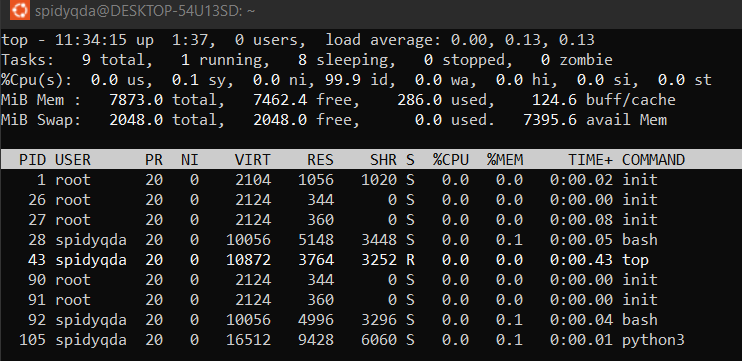 spidyqda@DESKTOP-54U13SD: ~
top - 11:34:15 up  1:37,  0 users,  load average: 0.00, 0.13, 0.13
Tasks:   9 total,   1 running,   8 sleeping,   0 stopped,   0 zombie
%Cpu(s):  0.0 us,  0.1 sy,  0.0 ni, 99.9 id,  0.0 wa,  0.0 hi,  0.0 si,  0.0 st
MiB Mem :   7873.0 total,   7462.4 free,    286.0 used,    124.6 buff/cache
MiB Swap:   2048.0 total,   2048.0 free,      0.0 used.   7395.6 avail Mem
PID USER      PR  NI    VIRT    RES    SHR S  %CPU  %MEM     TIME+ COMMAND
1 root      20   0    2104   1056   1020 S   0.0   0.0   0:00.02 init
26 root      20   0    2124    344      0 S   0.0   0.0   0:00.00 init
27 root      20   0    2124    360      0 S   0.0   0.0   0:00.08 init
28 spidyqda  20   0   10056   5148   3448 S   0.0   0.1   0:00.05 bash
43 spidyqda  20   0   10872   3764   3252 R   0.0   0.0   0:00.43 top
90 root      20   0    2124    344      0 S   0.0   0.0   0:00.00 init
91 root      20   0    2124    360      0 S   0.0   0.0   0:00.00 init
92 spidyqda  20   0   10056   4996   3296 S   0.0   0.1   0:00.04 bash
105 spidyqda  20   0   16512   9428   6060 S   0.0   0.1   0:00.01 python3